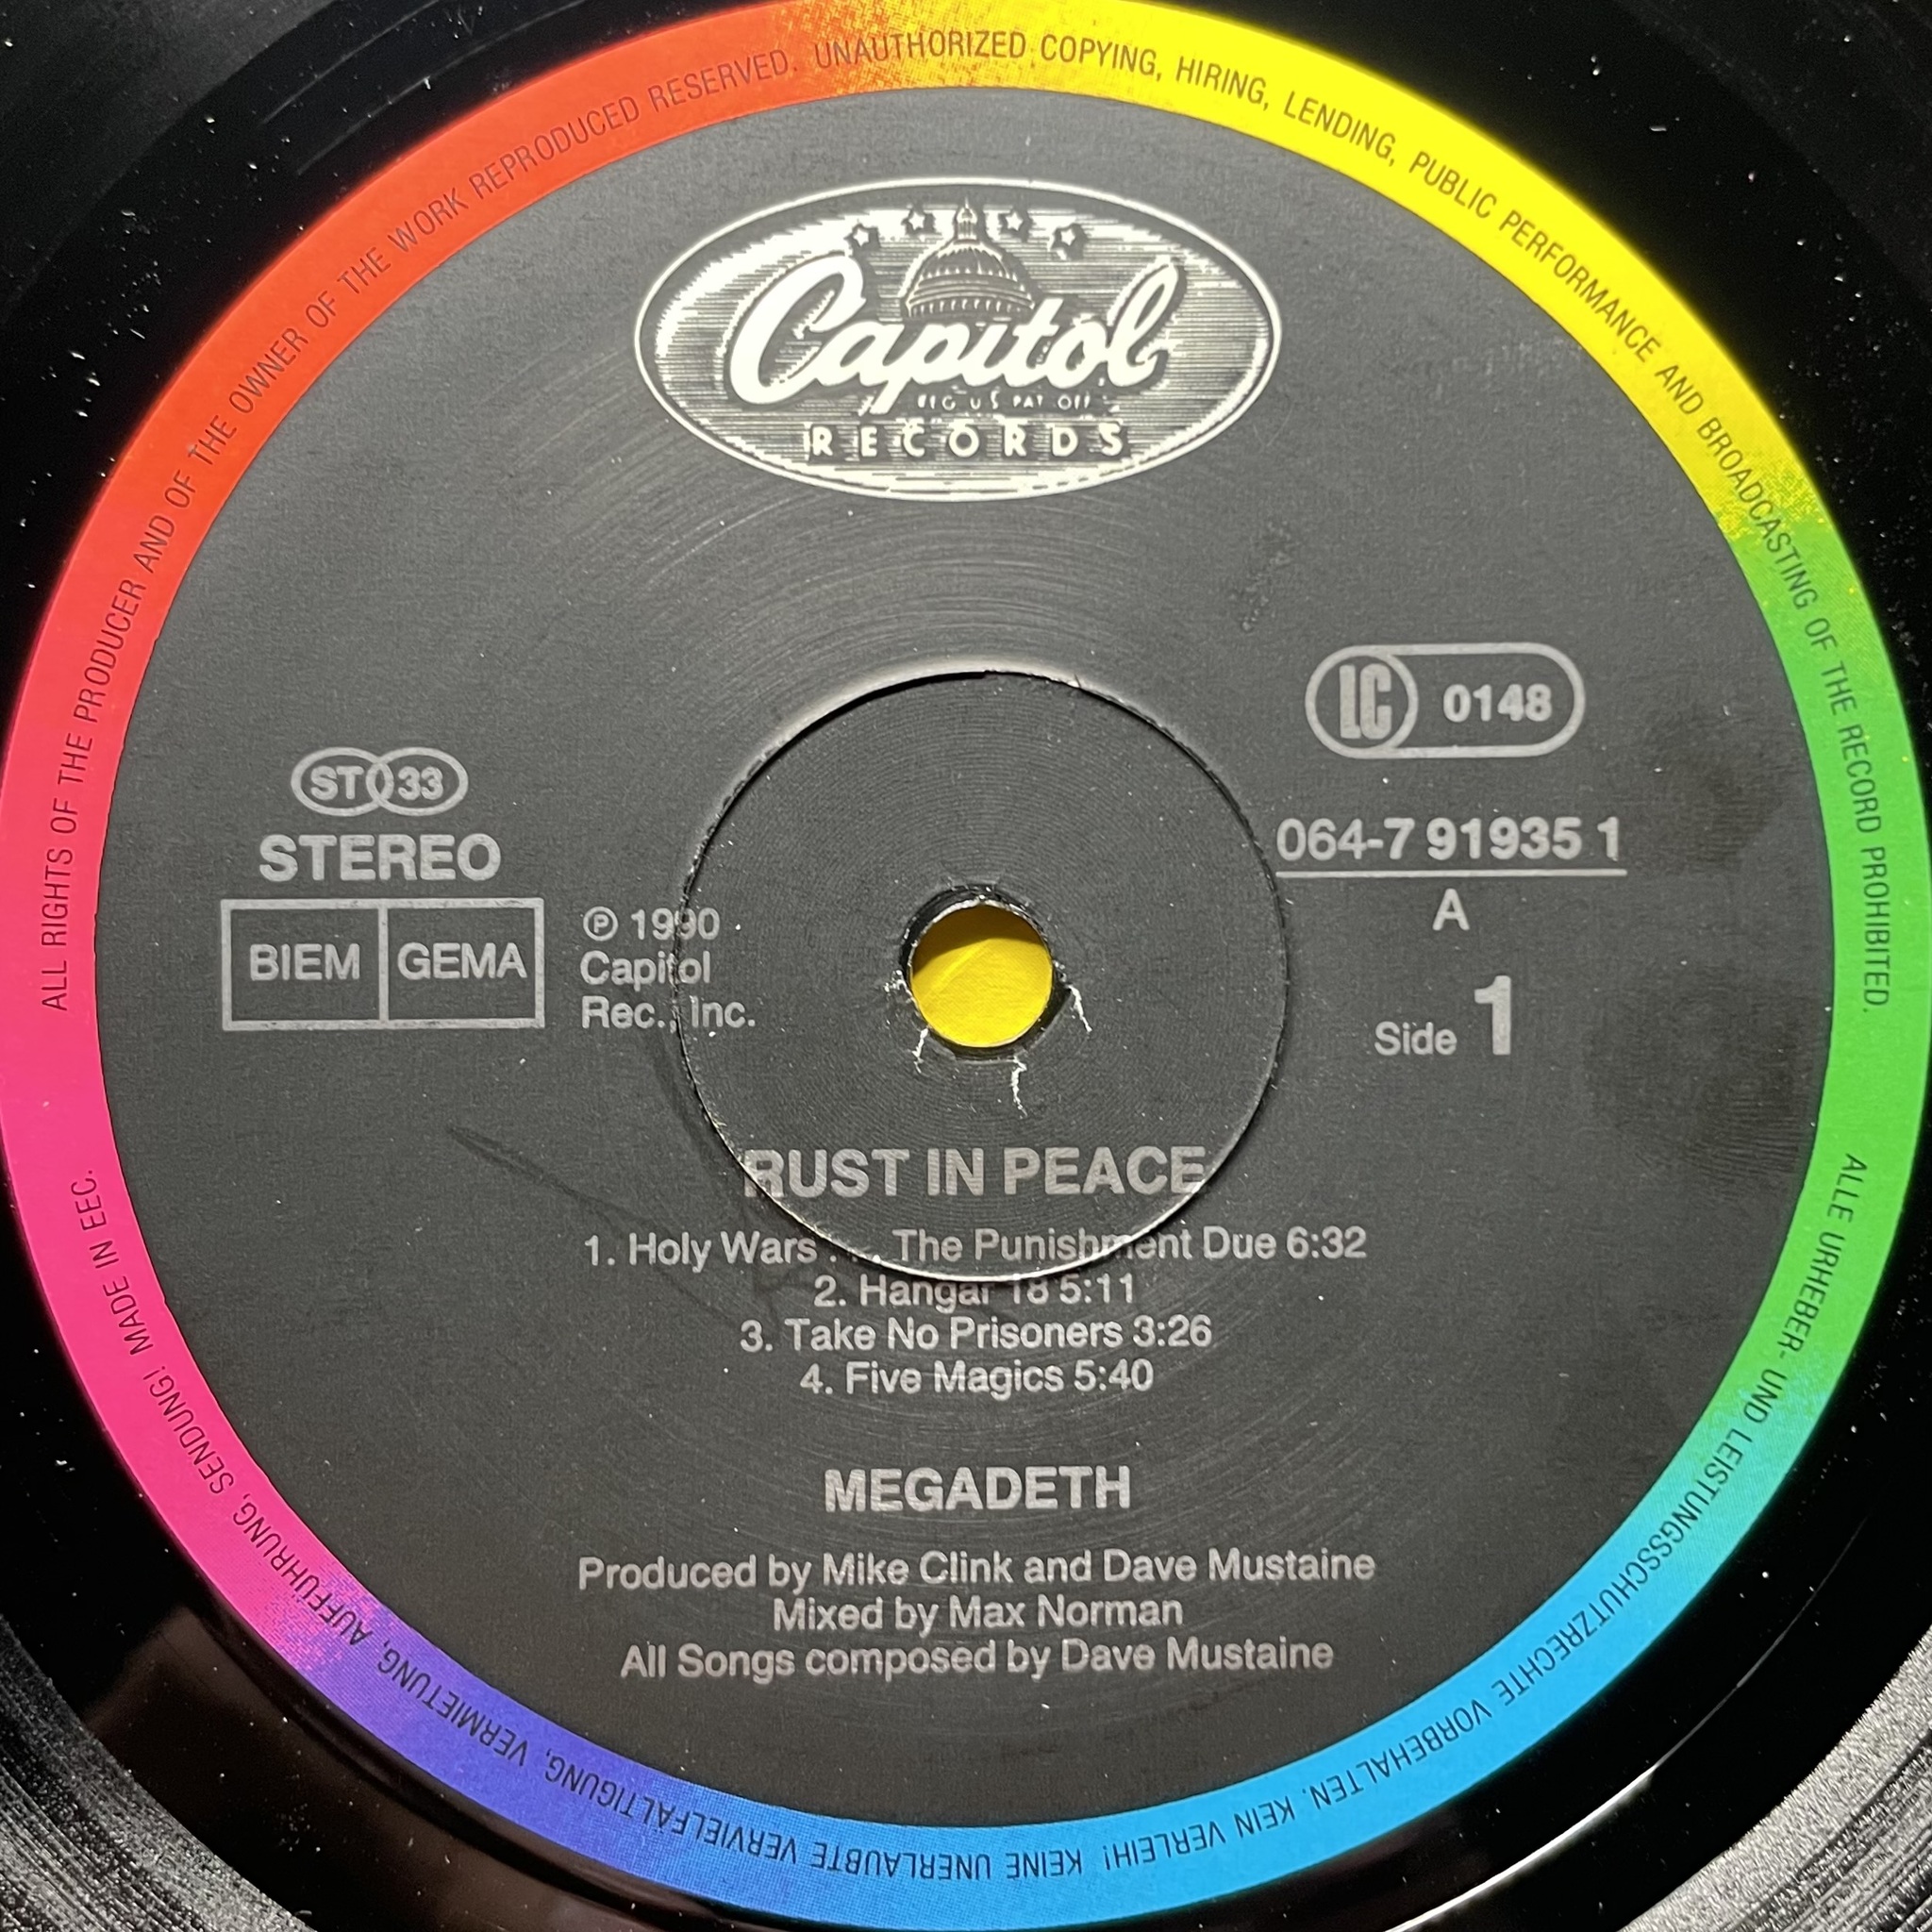 ALL RIGHTS OF THE PRODUCER AND OF THE OWNER OF THE WORK REPRODUCED RESERVED. UNAUTHORIZED COPYING, HIRING, LENDING, PUBLIC PERFORMANCE AND BROADCASTING OF THE RECORD PROHIBITED.
Capitol
REG US PAT OFF
RECORDS
LC 0148
ST 33
STEREO
BIEM GEMA
℗ 1990
Capitol
Rec., Inc.
064-7 91935 1
A
Side 1
RUST IN PEACE
1. Holy Wars . . . The Punishment Due 6:32
2. Hangar 18 5:11
3. Take No Prisoners 3:26
4. Five Magics 5:40
MEGADETH
Produced by Mike Clink and Dave Mustaine
Mixed by Max Norman
All Songs composed by Dave Mustaine
ALLE URHEBER- UND LEISTUNGSSCHUTZRECHTE VORBEHALTEN. KEIN VERLEIH! KEINE UNERLAUBTE VERVIELFÄLTIGUNG, VERMIETUNG, AUFFÜHRUNG, SENDUNG! MADE IN EEC.